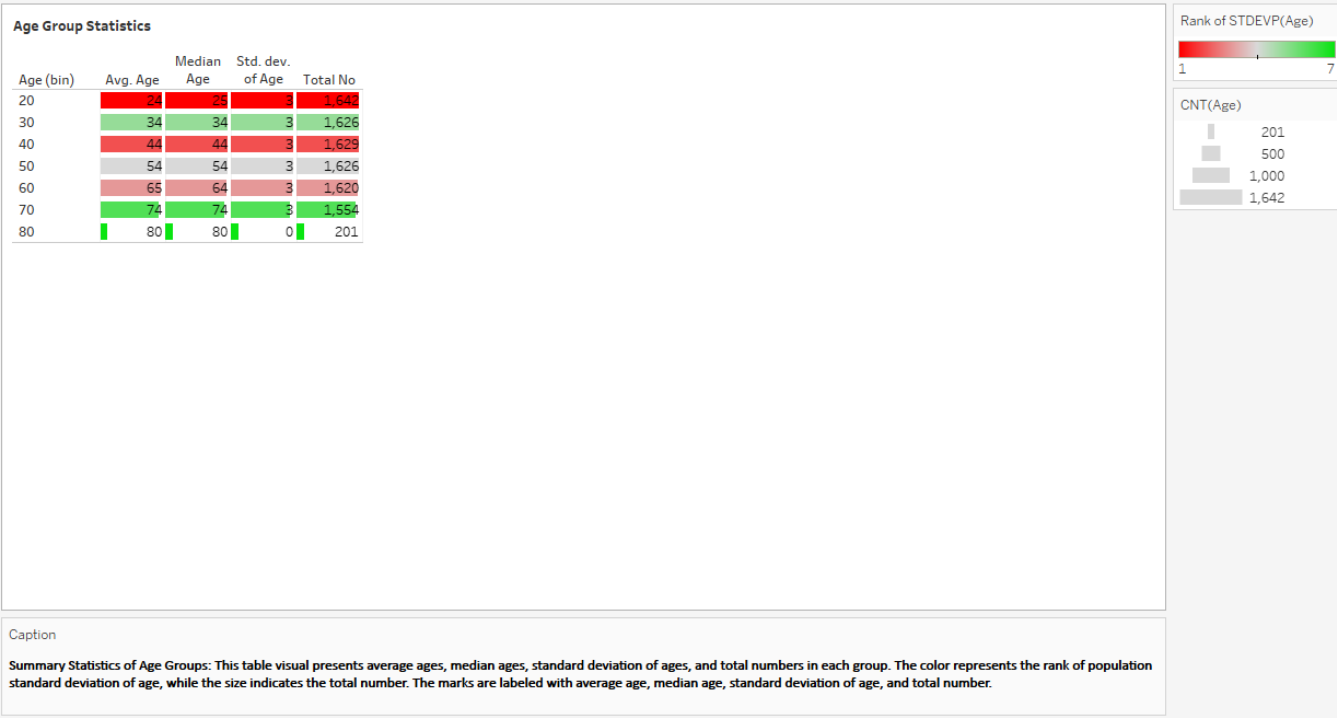 Age Group Statistics
Age (bin) Avg. Age Median Age Std. dev. of Age Total No
20 24 25 3 1,642
30 34 34 3 1,626
40 44 44 3 1,629
50 54 54 3 1,626
60 65 64 3 1,620
70 74 74 3 1,554
80 80 80 0 201
Rank of STDEVP(Age)
1 7
CNT(Age)
201
500
1,000
1,642
Caption
Summary Statistics of Age Groups: This table visual presents average ages, median ages, standard deviation of ages, and total numbers in each group. The color represents the rank of population
standard deviation of age, while the size indicates the total number. The marks are labeled with average age, median age, standard deviation of age, and total number.